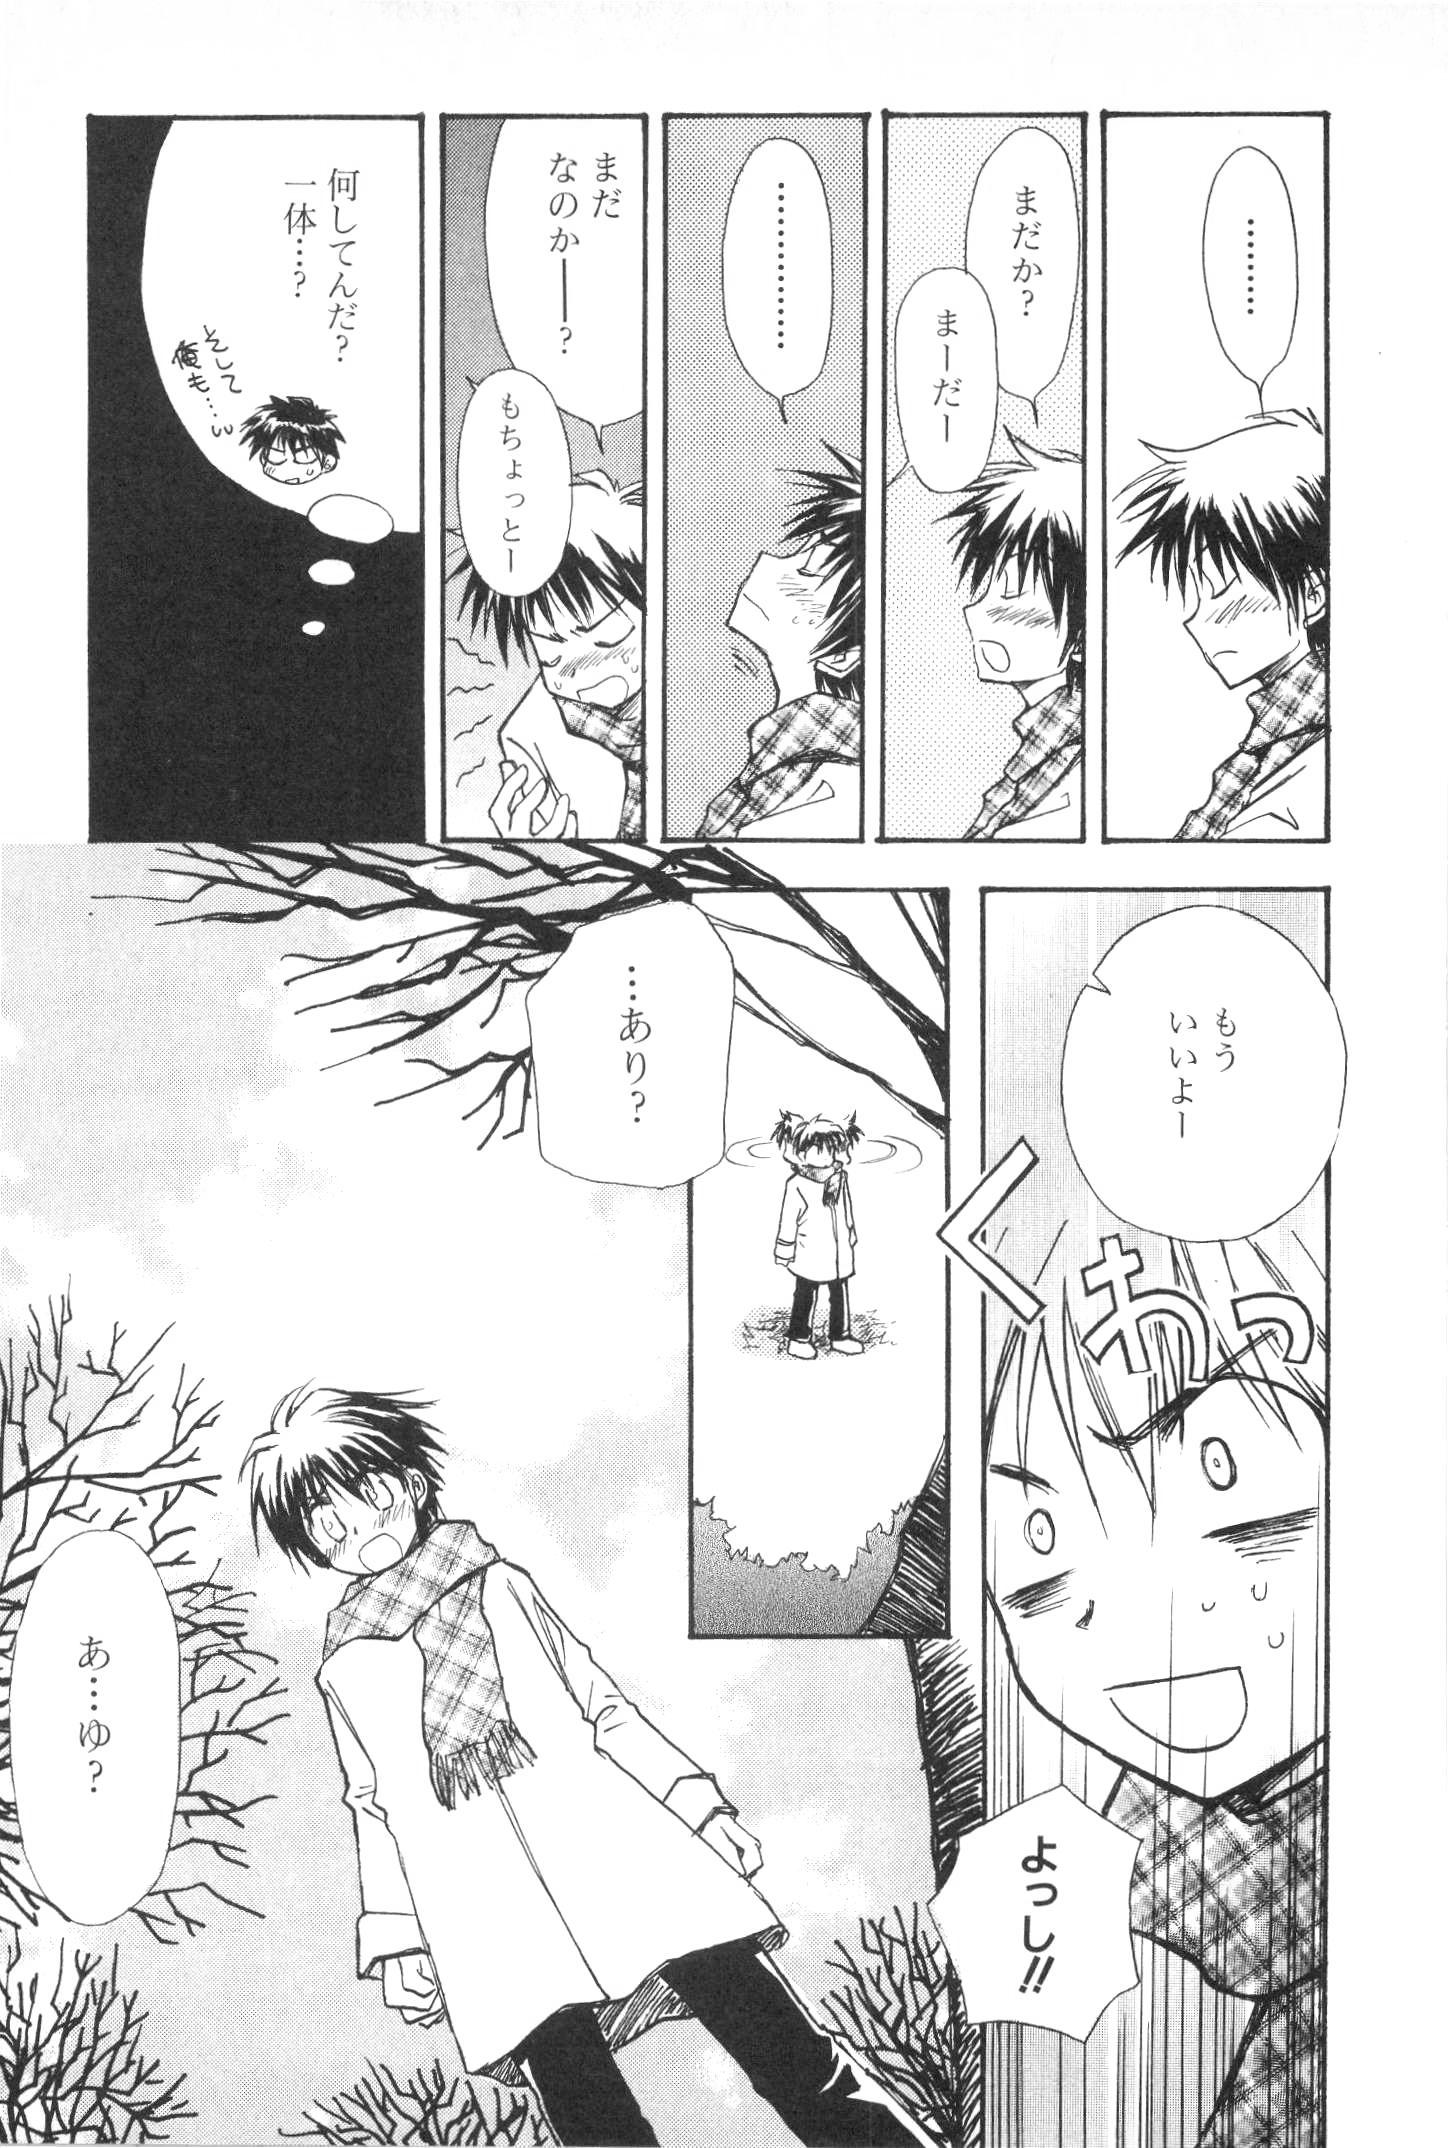 ………
まだか?
まーだー
…………
まだ
なのか――?
もちょっとー
何してんだ?
一体…?
そして
俺も…
もう
いいよー
くわっ
よっし!!
…あり?
あ…ゆ?